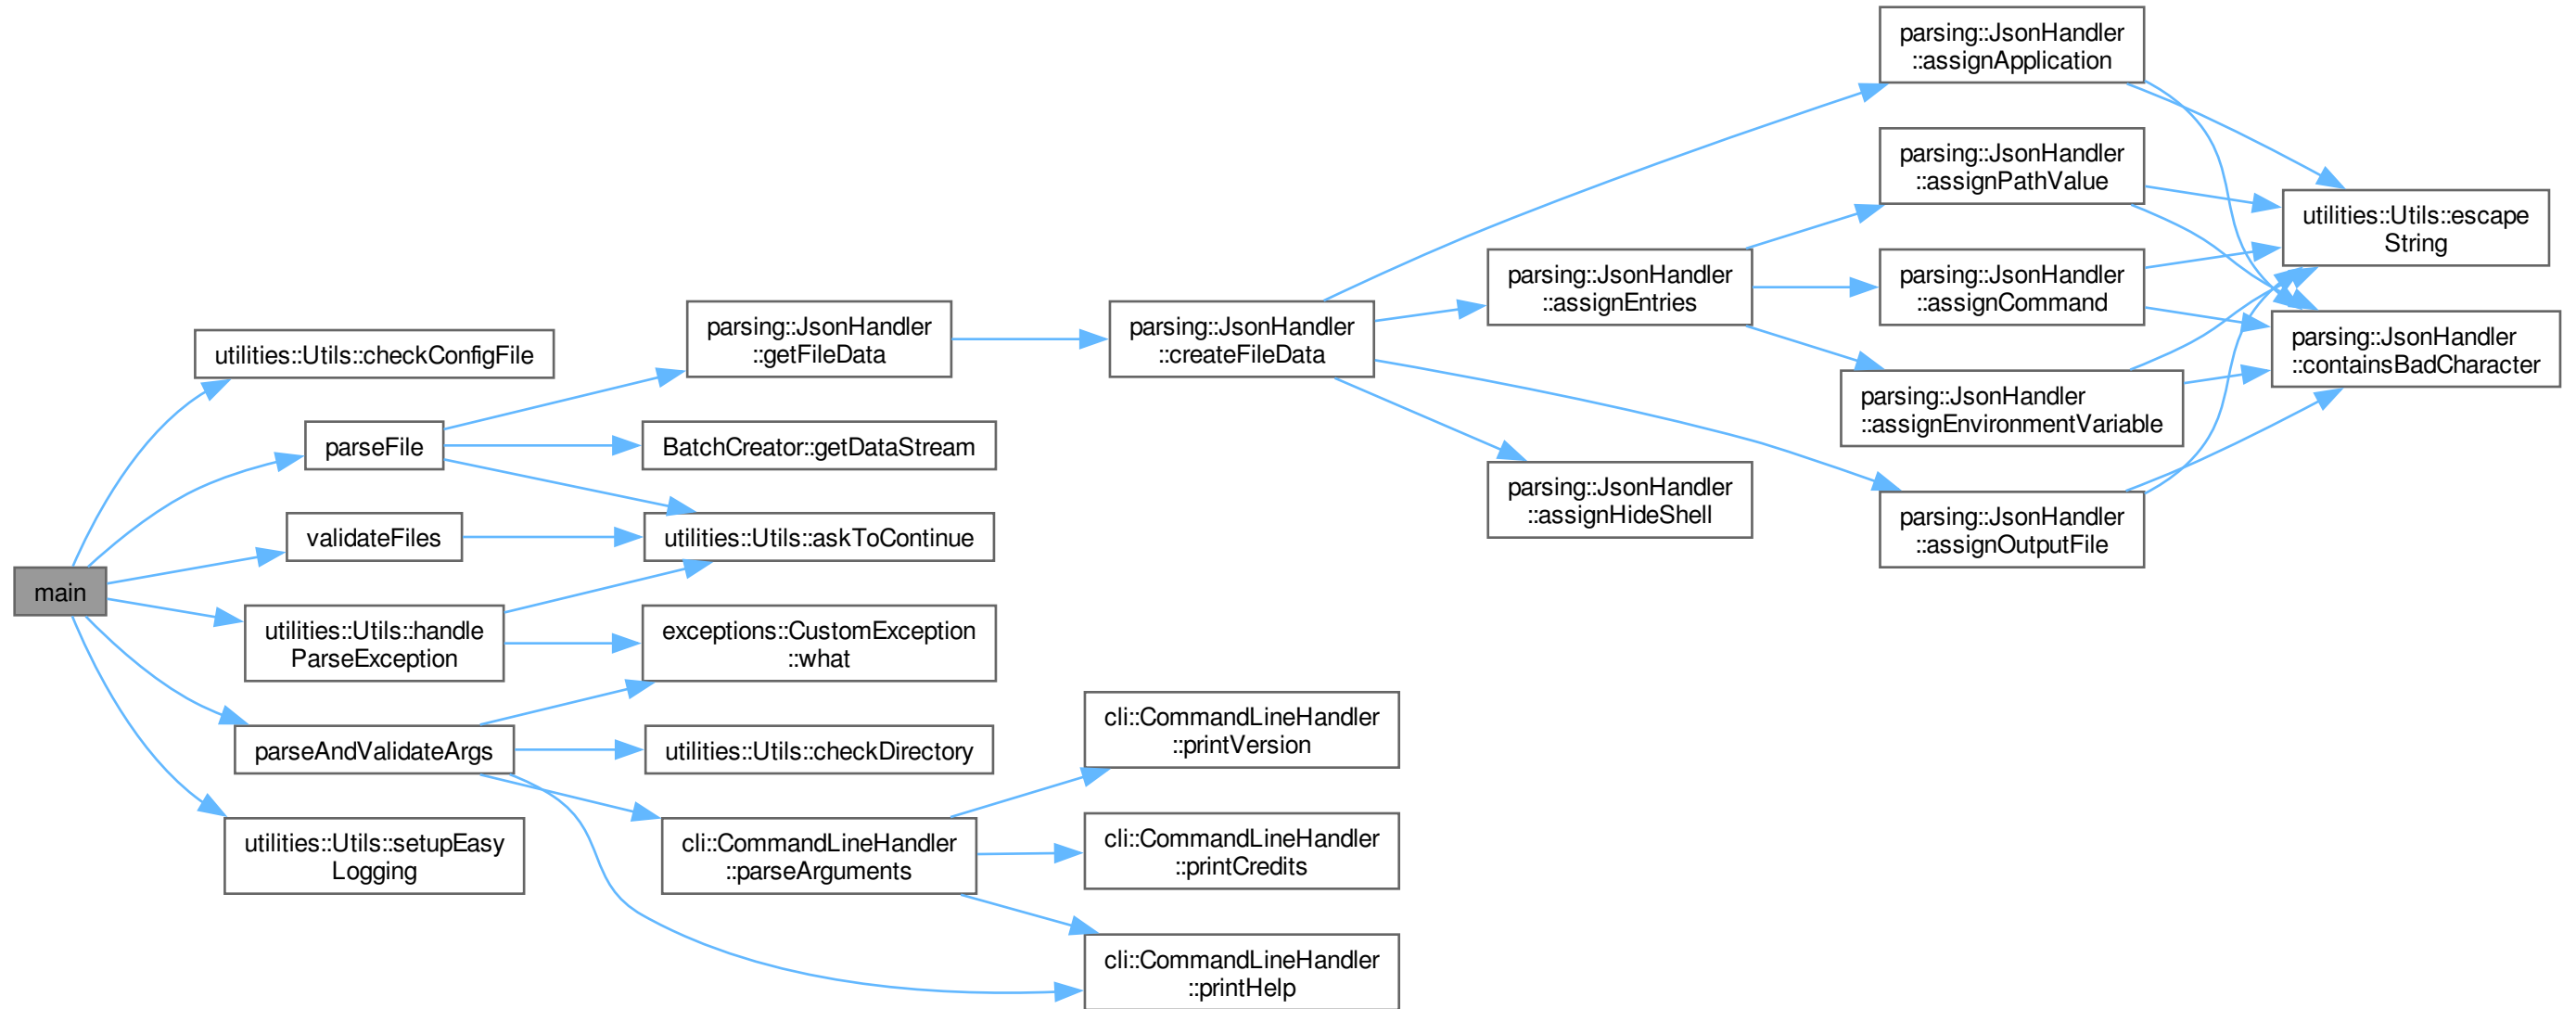 main
utilities::Utils::checkConfigFile
parseFile
validateFiles
utilities::Utils::handle
ParseException
parseAndValidateArgs
utilities::Utils::setupEasy
Logging
parsing::JsonHandler
::getFileData
BatchCreator::getDataStream
utilities::Utils::askToContinue
exceptions::CustomException
::what
utilities::Utils::checkDirectory
cli::CommandLineHandler
::parseArguments
parsing::JsonHandler
::createFileData
cli::CommandLineHandler
::printVersion
cli::CommandLineHandler
::printCredits
cli::CommandLineHandler
::printHelp
parsing::JsonHandler
::assignEntries
parsing::JsonHandler
::assignHideShell
parsing::JsonHandler
::assignApplication
parsing::JsonHandler
::assignPathValue
parsing::JsonHandler
::assignCommand
parsing::JsonHandler
::assignEnvironmentVariable
parsing::JsonHandler
::assignOutputFile
utilities::Utils::escape
String
parsing::JsonHandler
::containsBadCharacter